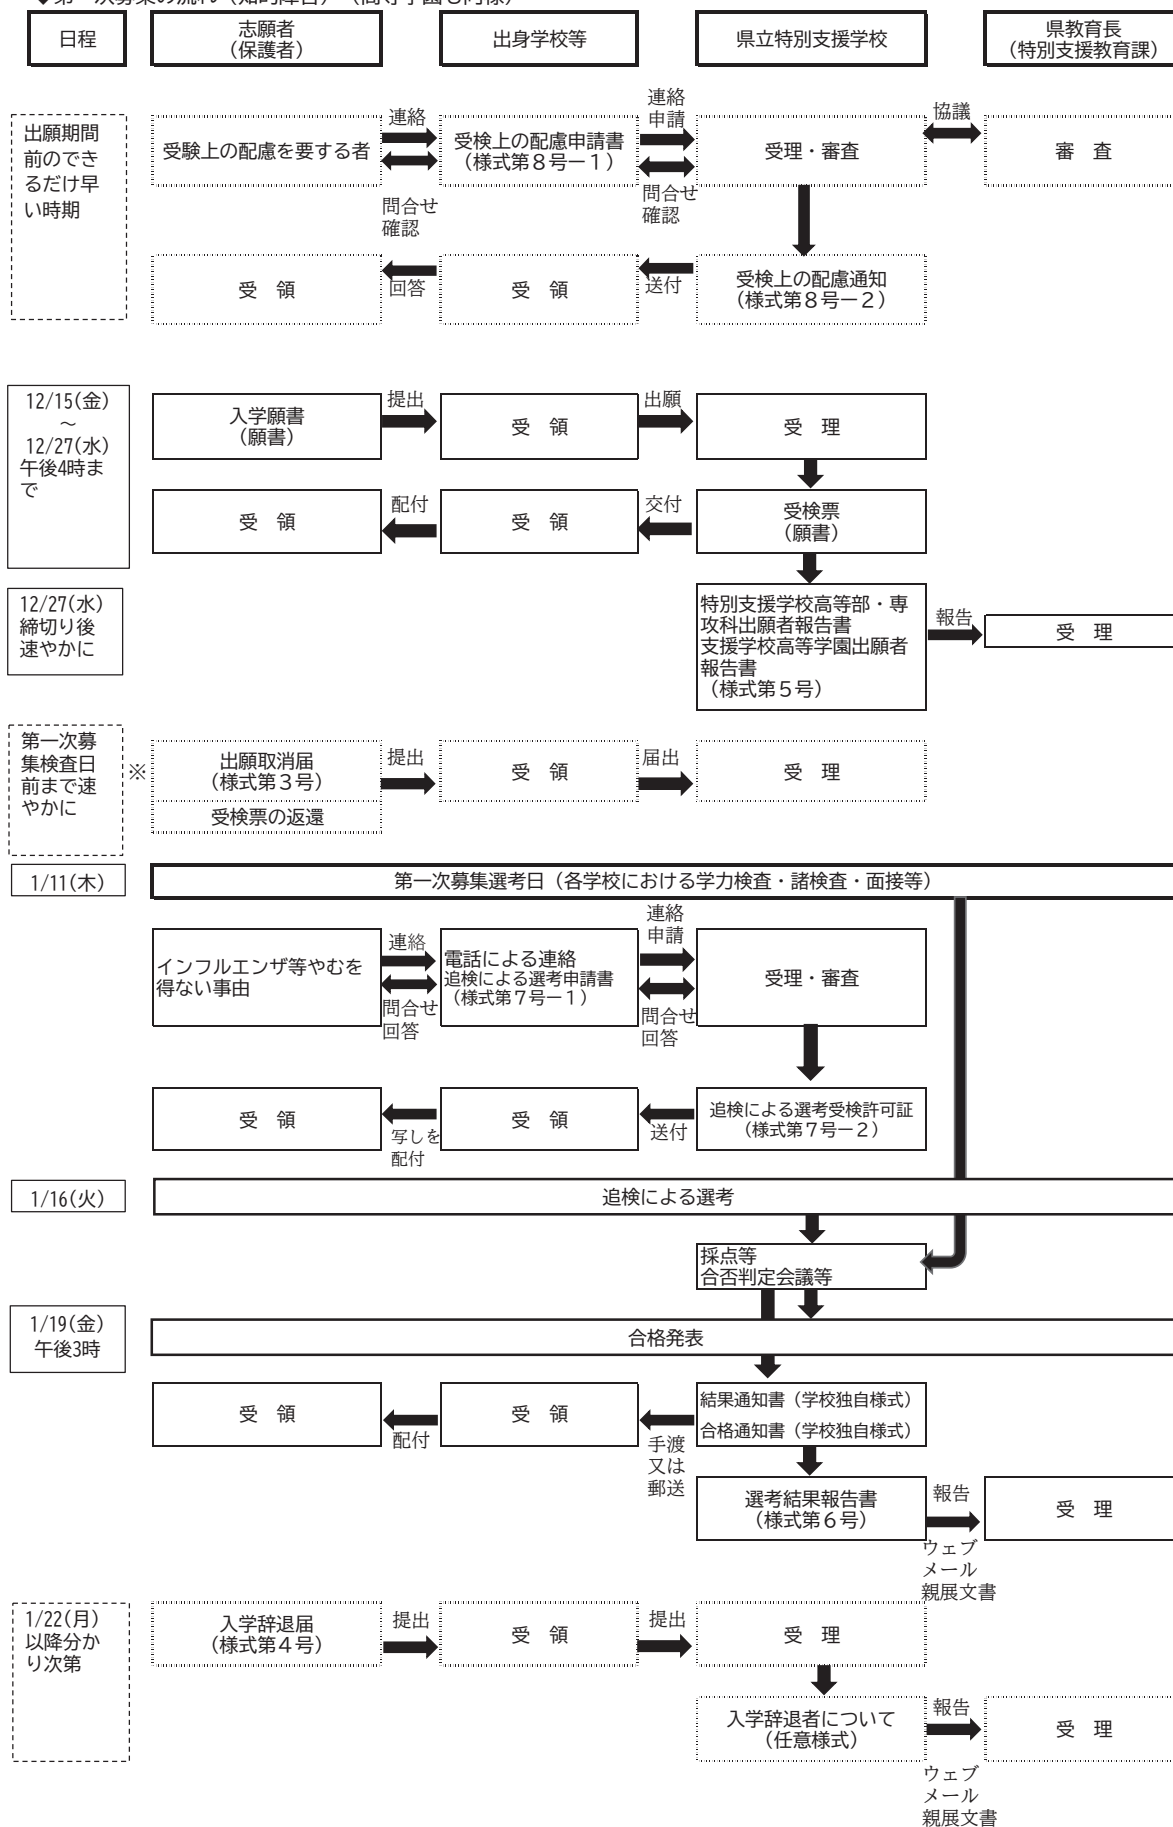 ◆第一次募集の流れ（知的障害）（高等学園も同様）
日程
志願者
（保護者）
出身学校等
県立特別支援学校
県教育長
（特別支援教育課）
出願期間
前のでき
るだけ早
い時期
受験上の配慮を要する者
連絡
問合せ
確認
受検上の配慮申請書
（様式第８号－１）
連絡
申請
問合せ
確認
受理・審査
協議
審　査
受　領
回答
受　領
送付
受検上の配慮通知
（様式第８号－２）
12/15(金)
～
12/27(水)
午後4時ま
で
入学願書
（願書）
提出
受　領
出願
受　理
受　領
配付
受　領
交付
受検票
（願書）
12/27(水)
締切り後
速やかに
特別支援学校高等部・専
攻科出願者報告書
支援学校高等学園出願者
報告書
（様式第５号）
報告
受　理
第一次募
集検査日
前まで速
やかに
※
出願取消届
（様式第３号）
受検票の返還
提出
受　領
届出
受　理
1/11(木)
第一次募集選考日（各学校における学力検査・諸検査・面接等）
インフルエンザ等やむを
得ない事由
連絡
問合せ
回答
電話による連絡
追検による選考申請書
（様式第７号－１）
連絡
申請
問合せ
回答
受理・審査
受　領
写しを
配付
受　領
送付
追検による選考受検許可証
（様式第７号－２）
1/16(火)
追検による選考
採点等
合否判定会議等
1/19(金)
午後3時
合格発表
受　領
配付
受　領
手渡
又は
郵送
結果通知書（学校独自様式）
合格通知書（学校独自様式）
選考結果報告書
（様式第６号）
報告
ウェブ
メール
親展文書
受　理
1/22(月)
以降分か
り次第
入学辞退届
（様式第４号）
提出
受　領
提出
受　理
入学辞退者について
（任意様式）
報告
ウェブ
メール
親展文書
受　理